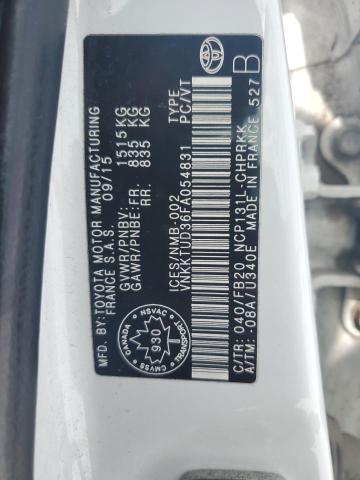 MFD. BY:TOYOTA MOTOR MANUFACTURING
FRANCE S.A.S. 09/15
GVWR/PNBV: 1515KG
GAWR/PNBE:FR. 835 KG
RR. 835 KG
ICES/NMB-002 TYPE
VNKKTUD36FA054831 PC/VT
C/TR: 040/FB20 NCP131L-CHPRKK
A/TM: -08A/U340E MADE IN FRANCE 527 B
NSVAC
CANADA
930
CMVSS